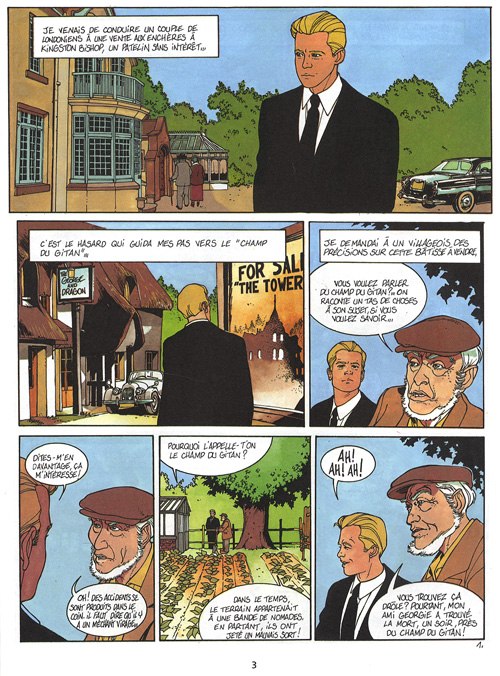 JE VENAIS DE CONDUIRE UN COUPLE DE
LONDONIENS À UNE VENTE AUX ENCHÈRES À
KINGSTON BISHOP, UN PATELIN SANS INTÉRÊT...
C'EST LE HASARD QUI GUIDA MES PAS VERS LE "CHAMP
DU GITAN"...
THE
GEORGE
AND
DRAGON
FOR SAL
"THE TOWER
JE DEMANDAI À UN VILLAGEOIS DES
PRÉCISIONS SUR CETTE BÂTISSE À VENDRE.
VOUS VOULEZ PARLER
DU CHAMP DU GITAN?... ON
RACONTE UN TAS DE CHOSES
À SON SUJET, SI VOUS
VOULEZ SAVOIR...
DITES-M'EN
DAVANTAGE, ÇA
M'INTÉRESSE!
OH! DES ACCIDENTS SE
SONT PRODUITS DANS LE
COIN. IL FAUT DIRE QU'IL Y
A UN MÉCHANT VIRAGE...
POURQUOI L'APPELLE-T'ON
LE CHAMP DU GITAN?
DANS LE TEMPS,
LE TERRAIN APPARTENAIT
À UNE BANDE DE NOMADES.
EN PARTANT, ILS ONT
JETÉ UN MAUVAIS SORT!
AH!
AH! AH!
VOUS TROUVEZ ÇA
DRÔLE? POURTANT, MON
AMI GEORGIE A TROUVÉ
LA MORT, UN SOIR, PRÈS
DU CHAMP DU GITAN!
1.
3